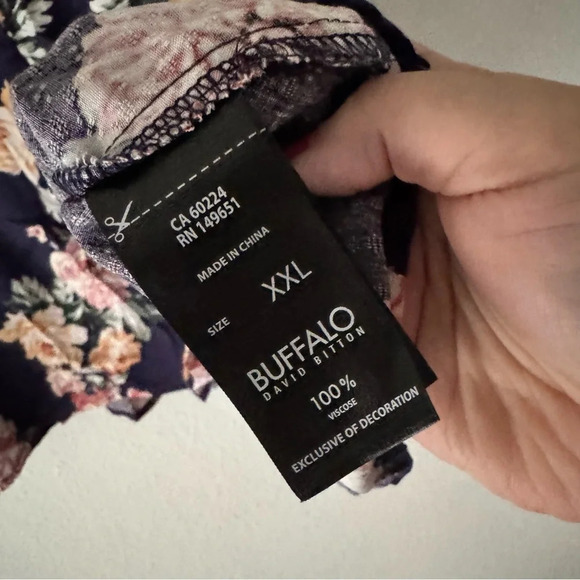 CA 60224
RN 149651
MADE IN CHINA
SIZE XXL
BUFFALO
DAVID BITTON
100%
VISCOSE
EXCLUSIVE OF DECORATION